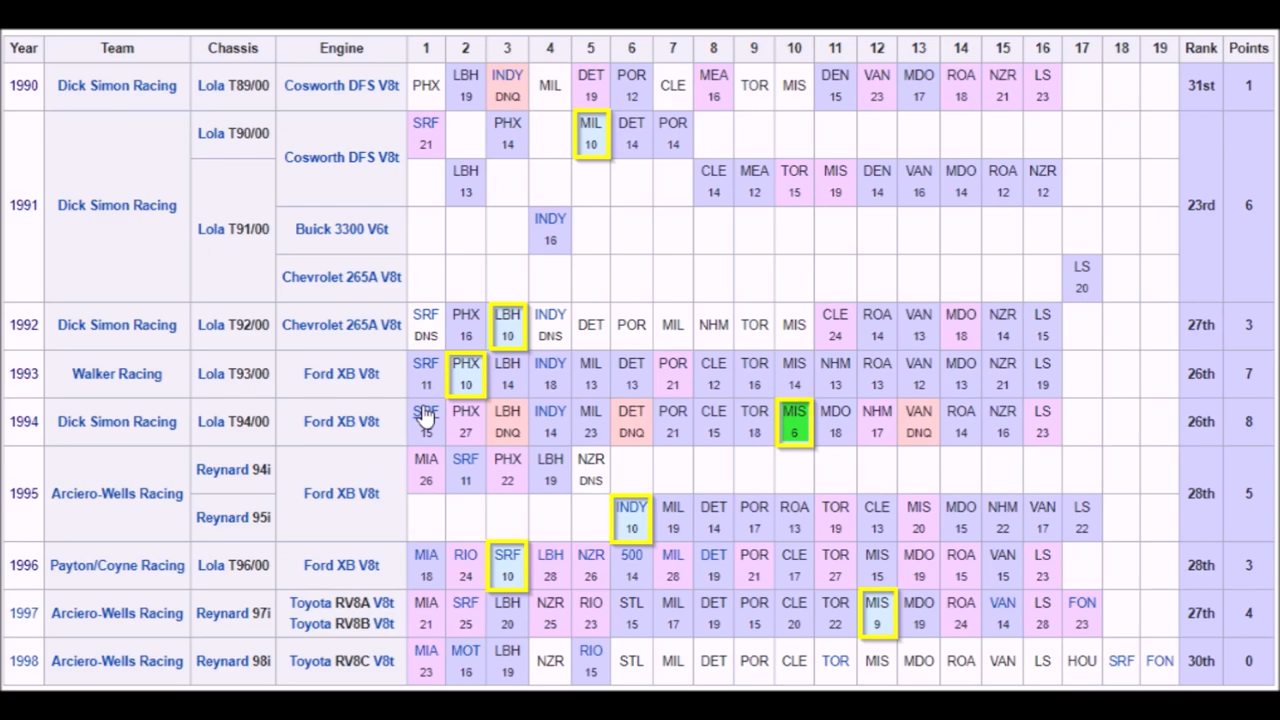 Year Team Chassis Engine 1 2 3 4 5 6 7 8 9 10 11 12 13 14 15 16 17 18 19 Rank Points
1990 Dick Simon Racing Lola T89/00 Cosworth DFS V8t PHX LBH INDY MIL DET POR CLE MEA TOR MIS DEN VAN MDO ROA NZR LS 31st 1
19 DNQ 19 12 16 15 23 17 18 21 23
1991 Dick Simon Racing Lola T90/00 Cosworth DFS V8t SRF PHX MIL DET POR 23rd 6
21 14 10 14 14
Lola T91/00 LBH CLE MEA TOR MIS DEN VAN MDO ROA NZR
13 14 12 15 19 14 16 14 12 12
Buick 3300 V6t INDY
16
Chevrolet 265A V8t LS
20
1992 Dick Simon Racing Lola T92/00 Chevrolet 265A V8t SRF PHX LBH INDY DET POR MIL NHM TOR MIS CLE ROA VAN MDO NZR LS 27th 3
DNS 16 10 DNS 24 14 13 18 14 15
1993 Walker Racing Lola T93/00 Ford XB V8t SRF PHX LBH INDY MIL DET POR CLE TOR MIS NHM ROA VAN MDO NZR LS 26th 7
11 10 14 18 13 13 21 12 16 14 13 13 12 13 21 19
1994 Dick Simon Racing Lola T94/00 Ford XB V8t SRF PHX LBH INDY MIL DET POR CLE TOR MIS MDO NHM VAN ROA NZR LS 26th 8
15 27 DNQ 14 23 DNQ 21 15 18 6 18 17 DNQ 14 16 23
1995 Arciero-Wells Racing Reynard 94i Ford XB V8t MIA SRF PHX LBH NZR 28th 5
26 11 22 19 DNS
Reynard 95i INDY MIL DET POR ROA TOR CLE MIS MDO NHM VAN LS
10 19 14 17 13 19 13 20 15 22 17 22
1996 Payton/Coyne Racing Lola T96/00 Ford XB V8t MIA RIO SRF LBH NZR 500 MIL DET POR CLE TOR MIS MDO ROA VAN LS 28th 3
18 24 10 28 26 14 28 19 21 17 27 15 19 14 15 23
1997 Arciero-Wells Racing Reynard 97i Toyota RV8A V8t MIA SRF LBH NZR RIO STL MIL DET POR CLE TOR MIS MDO ROA VAN LS FON 27th 4
Toyota RV8B V8t 21 25 20 25 23 15 17 19 15 20 22 9 19 24 14 28 23
1998 Arciero-Wells Racing Reynard 98i Toyota RV8C V8t MIA MOT LBH NZR RIO STL MIL DET POR CLE TOR MIS MDO ROA VAN LS HOU SRF FON 30th 0
23 16 19 15